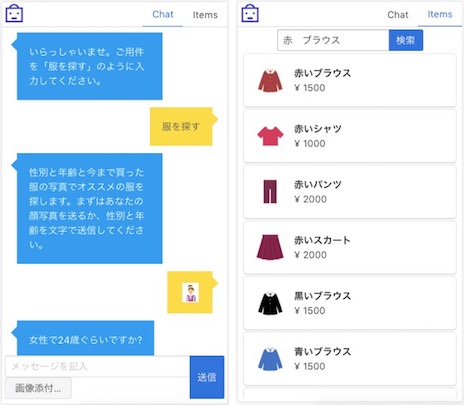 Chat
Items
いらっしゃいませ。ご用件
を「服を探す」のように入
力してください。
服を探す
性別と年齢と今まで買った
服の写真でオススメの服を
探します。まずはあなたの
顔写真を送るか、性別と年
齢を文字で送信してくださ
い。
女性で24歳ぐらいですか?
メッセージを記入
画像添付...
送信
Chat
Items
赤　ブラウス
検索
赤いブラウス
¥ 1500
赤いシャツ
¥ 1000
赤いパンツ
¥ 2000
赤いスカート
¥ 2000
黒いブラウス
¥ 1500
青いブラウス
¥ 1500